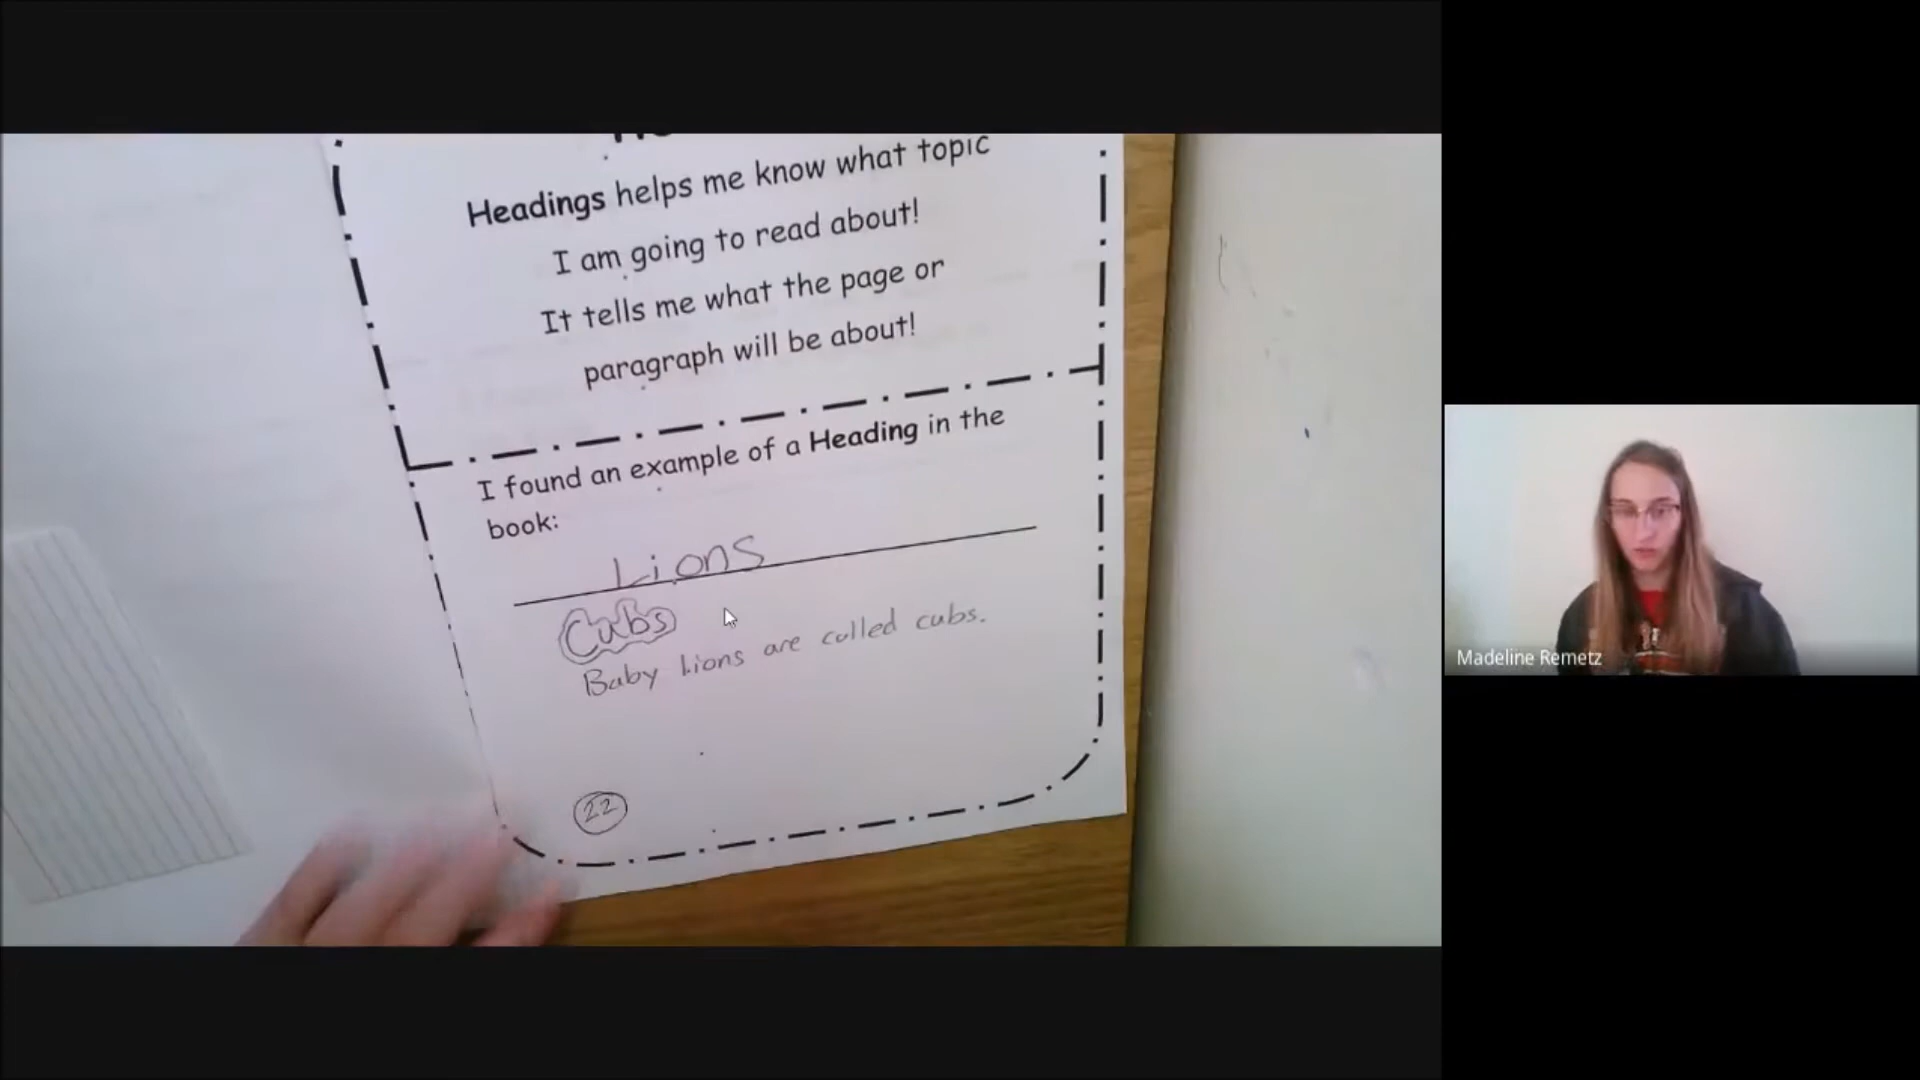 Headings helps me know what topic
I am going to read about!
It tells me what the page or
paragraph will be about!
I found an example of a Heading in the
book:
Lions
Cubs
Baby Lions are culled cubs.
22
Madeline Remetz